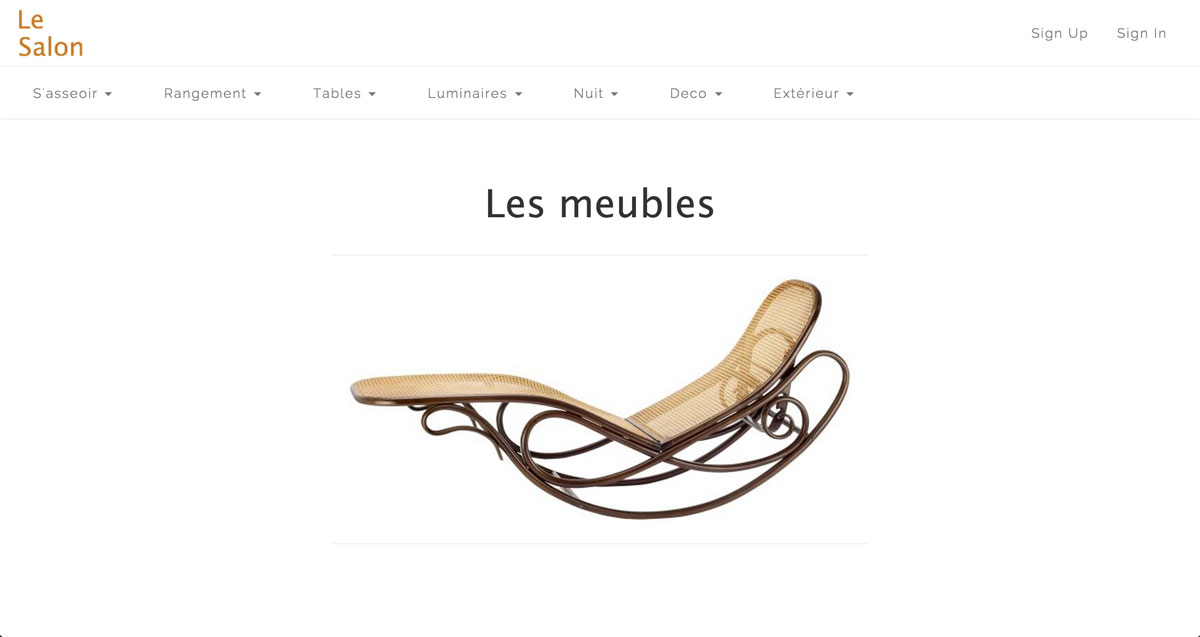 Le
Salon
Sign Up Sign In
S'asseoir Rangement Tables Luminaires Nuit Deco Extérieur
Les meubles